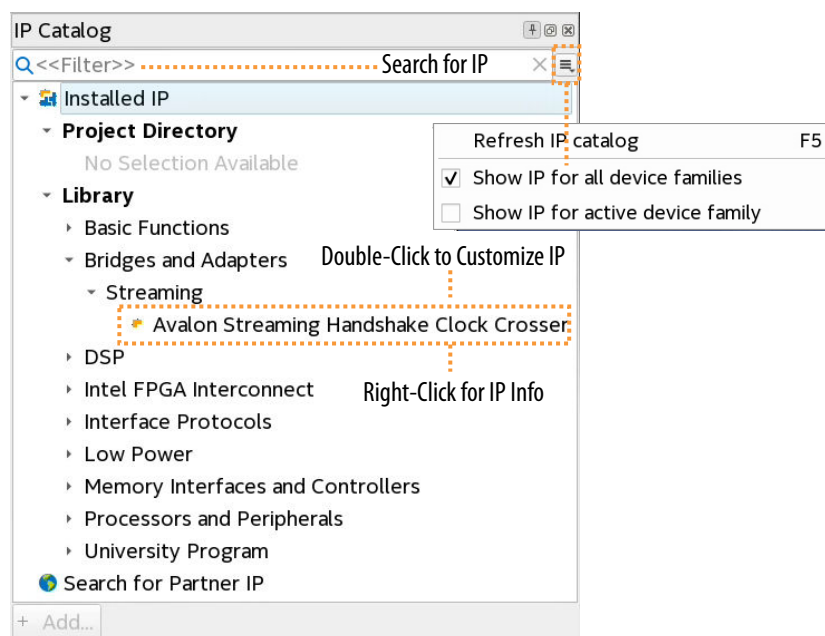 IP Catalog
<<Filter>>
Search for IP
Installed IP
Project Directory
No Selection Available
Library
Basic Functions
Bridges and Adapters
Streaming
Avalon Streaming Handshake Clock Crosser
DSP
Intel FPGA Interconnect
Interface Protocols
Low Power
Memory Interfaces and Controllers
Processors and Peripherals
University Program
Search for Partner IP
+ Add...
Refresh IP catalog F5
Show IP for all device families
Show IP for active device family
Double-Click to Customize IP
Right-Click for IP Info